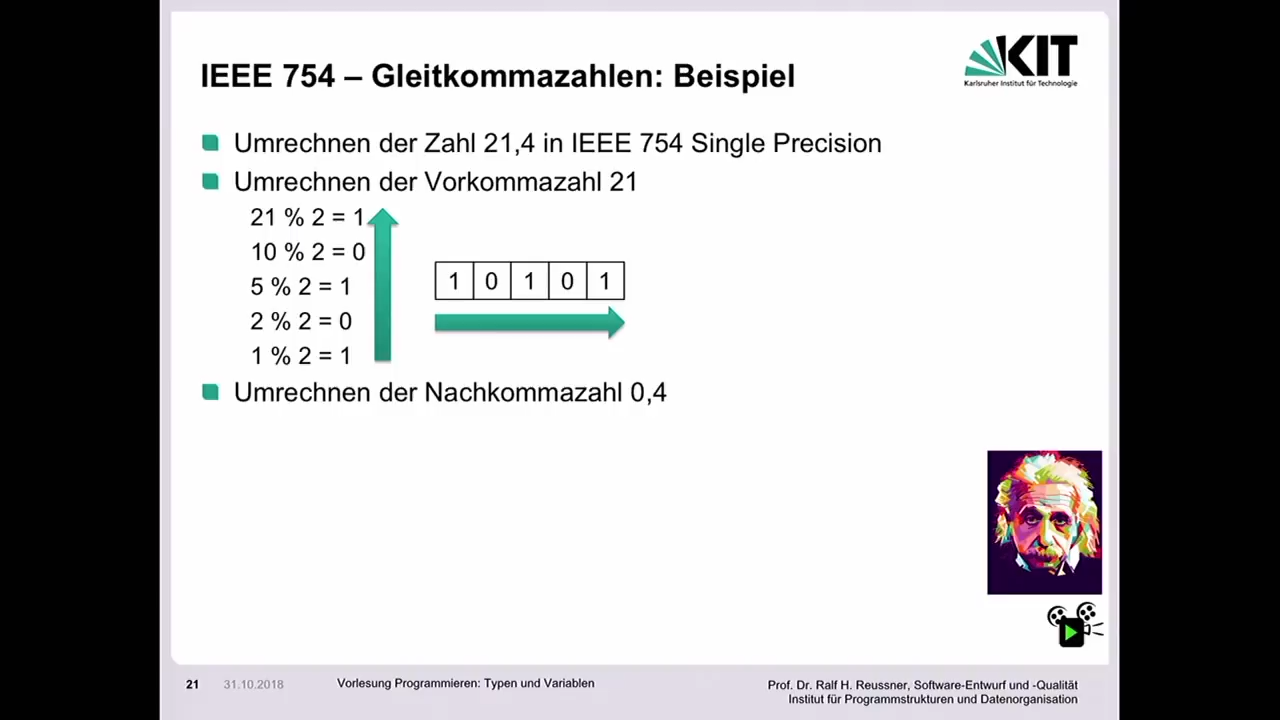 IEEE 754 – Gleitkommazahlen: Beispiel
KIT
Karlsruher Institut für Technologie
Umrechnen der Zahl 21,4 in IEEE 754 Single Precision
Umrechnen der Vorkommazahl 21
21 % 2 = 1
10 % 2 = 0
5 % 2 = 1
2 % 2 = 0
1 % 2 = 1
1 0 1 0 1
Umrechnen der Nachkommazahl 0,4
21 31.10.2018 Vorlesung Programmieren: Typen und Variablen
Prof. Dr. Ralf H. Reussner, Software-Entwurf und -Qualität
Institut für Programmstrukturen und Datenorganisation